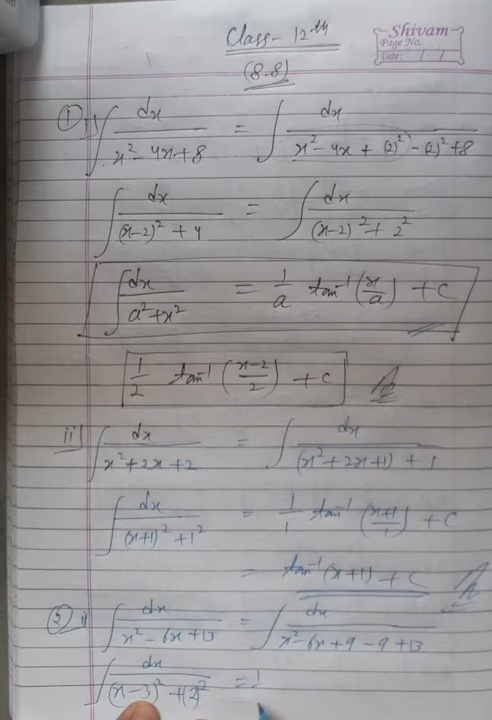 Class - 12th
Shivam
Page No.
Date: / /
(8.8)
① i) ∫ dx/(x² - 4x + 8) = ∫ dx/(x² - 4x + (2)² - (2)² + 8)
∫ dx/((x-2)² + 4) = ∫ dx/((x-2)² + 2²)
∫ dx/(a² + x²) = 1/a tan⁻¹ (x/a) + C
1/2 tan⁻¹ ((x-2)/2) + C
ii) ∫ dx/(x² + 2x + 2) = ∫ dx/((x² + 2x + 1) + 1)
∫ dx/((x+1)² + 1²) = 1/1 tan⁻¹ ((x+1)/1) + C
= tan⁻¹ (x+1) + C
② i) ∫ dx/(x² - 6x + 13) = ∫ dx/(x² - 6x + 9 - 9 + 13)
∫ dx/((x-3)² + (2)² = 1